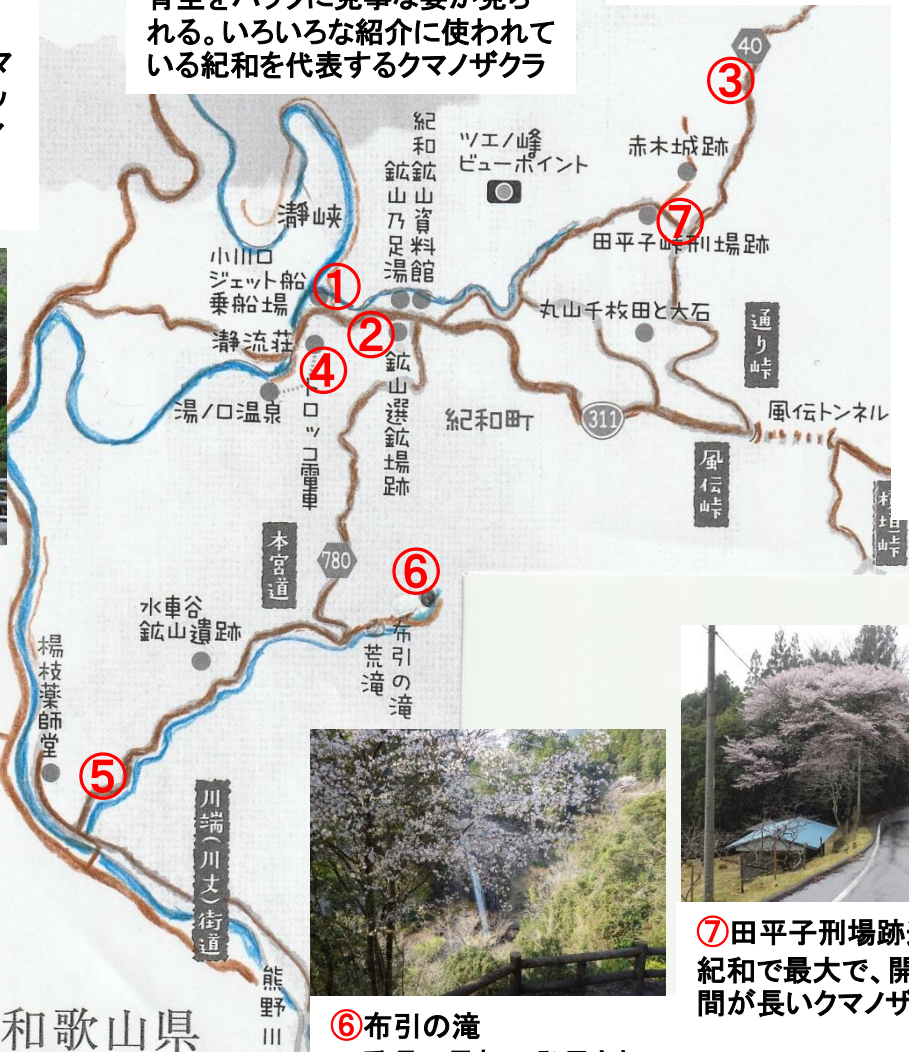 れる。いろいろな紹介に使われて
いる紀和を代表するクマノザクラ
マ
40
③
紀和鉱山資料館
ツエノ峰
ビューポイント
赤木城跡
鉱山乃足湯
瀞峡
⑦
田平子峠刑場跡
小川口
ジェット船
乗船場
①
丸山千枚田と大石
通り峠
瀞流荘
②
④
鉱山選鉱場跡
湯ノ口温泉
トロッコ電車
紀和町
311
風伝トンネル
風伝峠
本宮道
780
⑥
水車谷
鉱山遺跡
布引の滝
荒滝
楊枝薬師堂
⑤
川端(川丈)街道
熊野川
和歌山県
⑦田平子刑場跡
紀和で最大で、開
間が長いクマノザ
⑥布引の滝